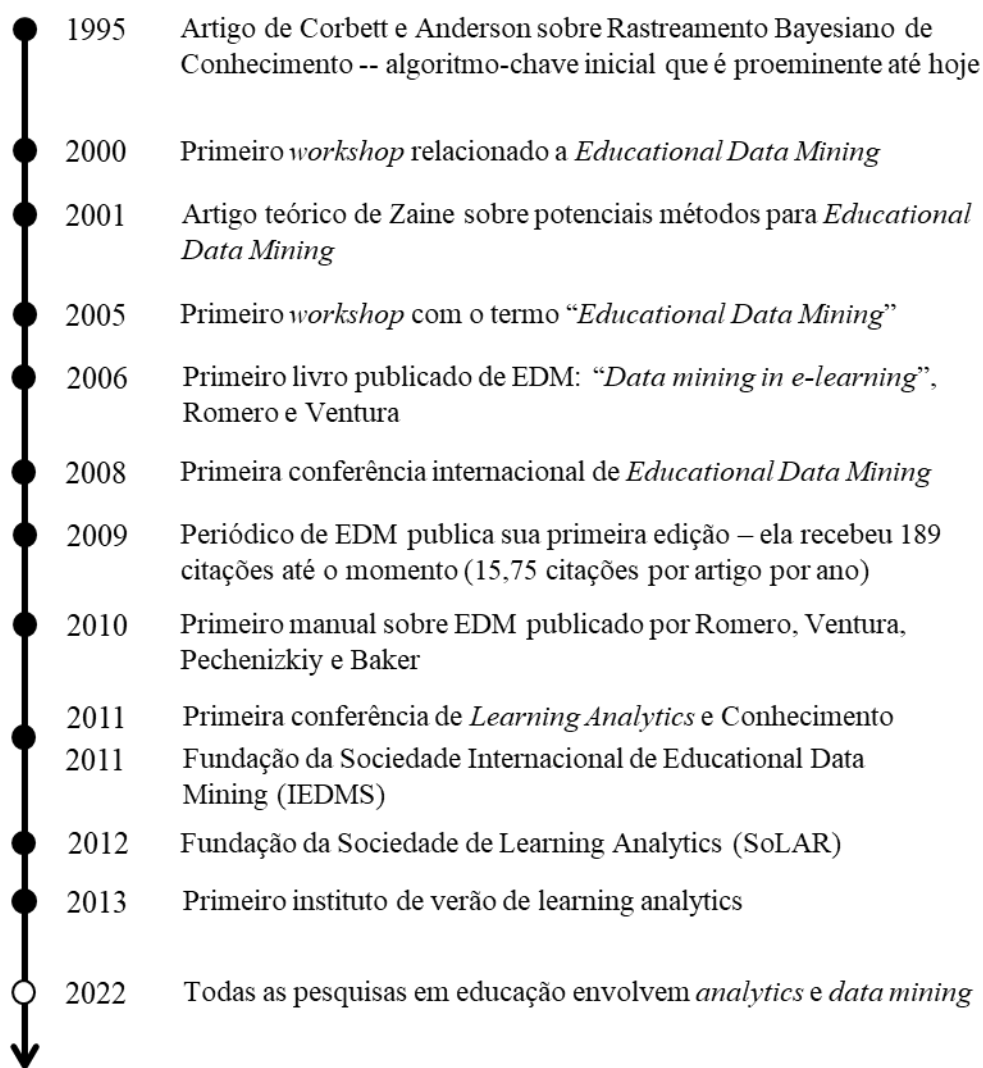 1995 Artigo de Corbett e Anderson sobre Rastreamento Bayesiano de
Conhecimento -- algoritmo-chave inicial que é proeminente até hoje
2000 Primeiro workshop relacionado a Educational Data Mining
2001 Artigo teórico de Zaine sobre potenciais métodos para Educational
Data Mining
2005 Primeiro workshop com o termo “Educational Data Mining”
2006 Primeiro livro publicado de EDM: “Data mining in e-learning”,
Romero e Ventura
2008 Primeira conferência internacional de Educational Data Mining
2009 Periódico de EDM publica sua primeira edição – ela recebeu 189
citações até o momento (15,75 citações por artigo por ano)
2010 Primeiro manual sobre EDM publicado por Romero, Ventura,
Pechenizkiy e Baker
2011 Primeira conferência de Learning Analytics e Conhecimento
2011 Fundação da Sociedade Internacional de Educational Data
Mining (IEDMS)
2012 Fundação da Sociedade de Learning Analytics (SoLAR)
2013 Primeiro instituto de verão de learning analytics
2022 Todas as pesquisas em educação envolvem analytics e data mining